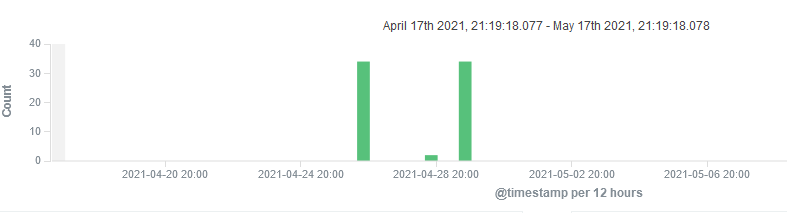 April 17th 2021, 21:19:18.077 - May 17th 2021, 21:19:18.078
40
30
20
10
0
Count
2021-04-20 20:00 2021-04-24 20:00 2021-04-28 20:00 2021-05-02 20:00 2021-05-06 20:00
@timestamp per 12 hours